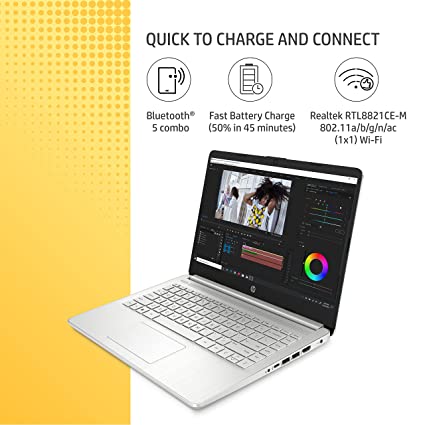 QUICK TO CHARGE AND CONNECT
Bluetooth®
5 combo
Fast Battery Charge
(50% in 45 minutes)
Realtek RTL8821CE-M
802.11a/b/g/n/ac
(1x1) Wi-Fi
hp